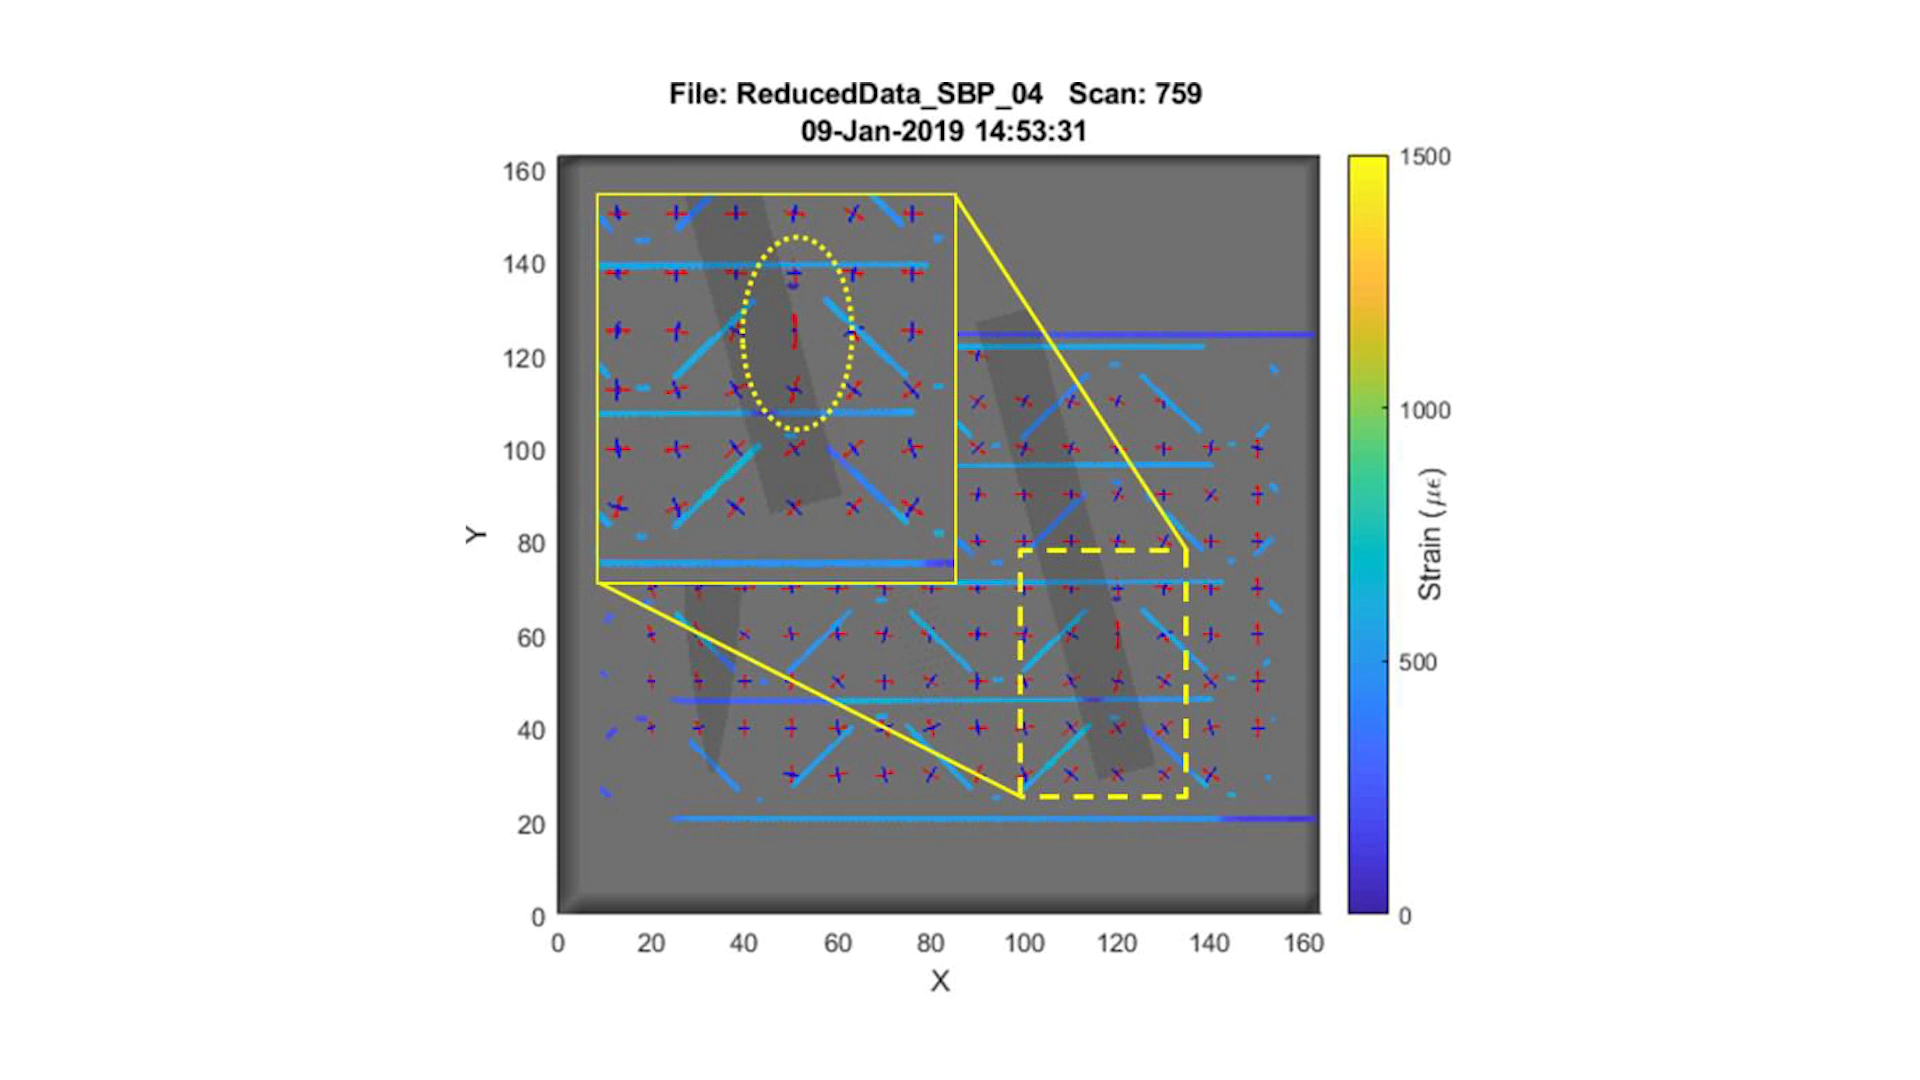 File: ReducedData_SBP_04 Scan: 759
09-Jan-2019 14:53:31
160
140
120
100
80
60
40
20
0
Y
0 20 40 60 80 100 120 140 160
X
1500
1000
500
0
Strain (με)